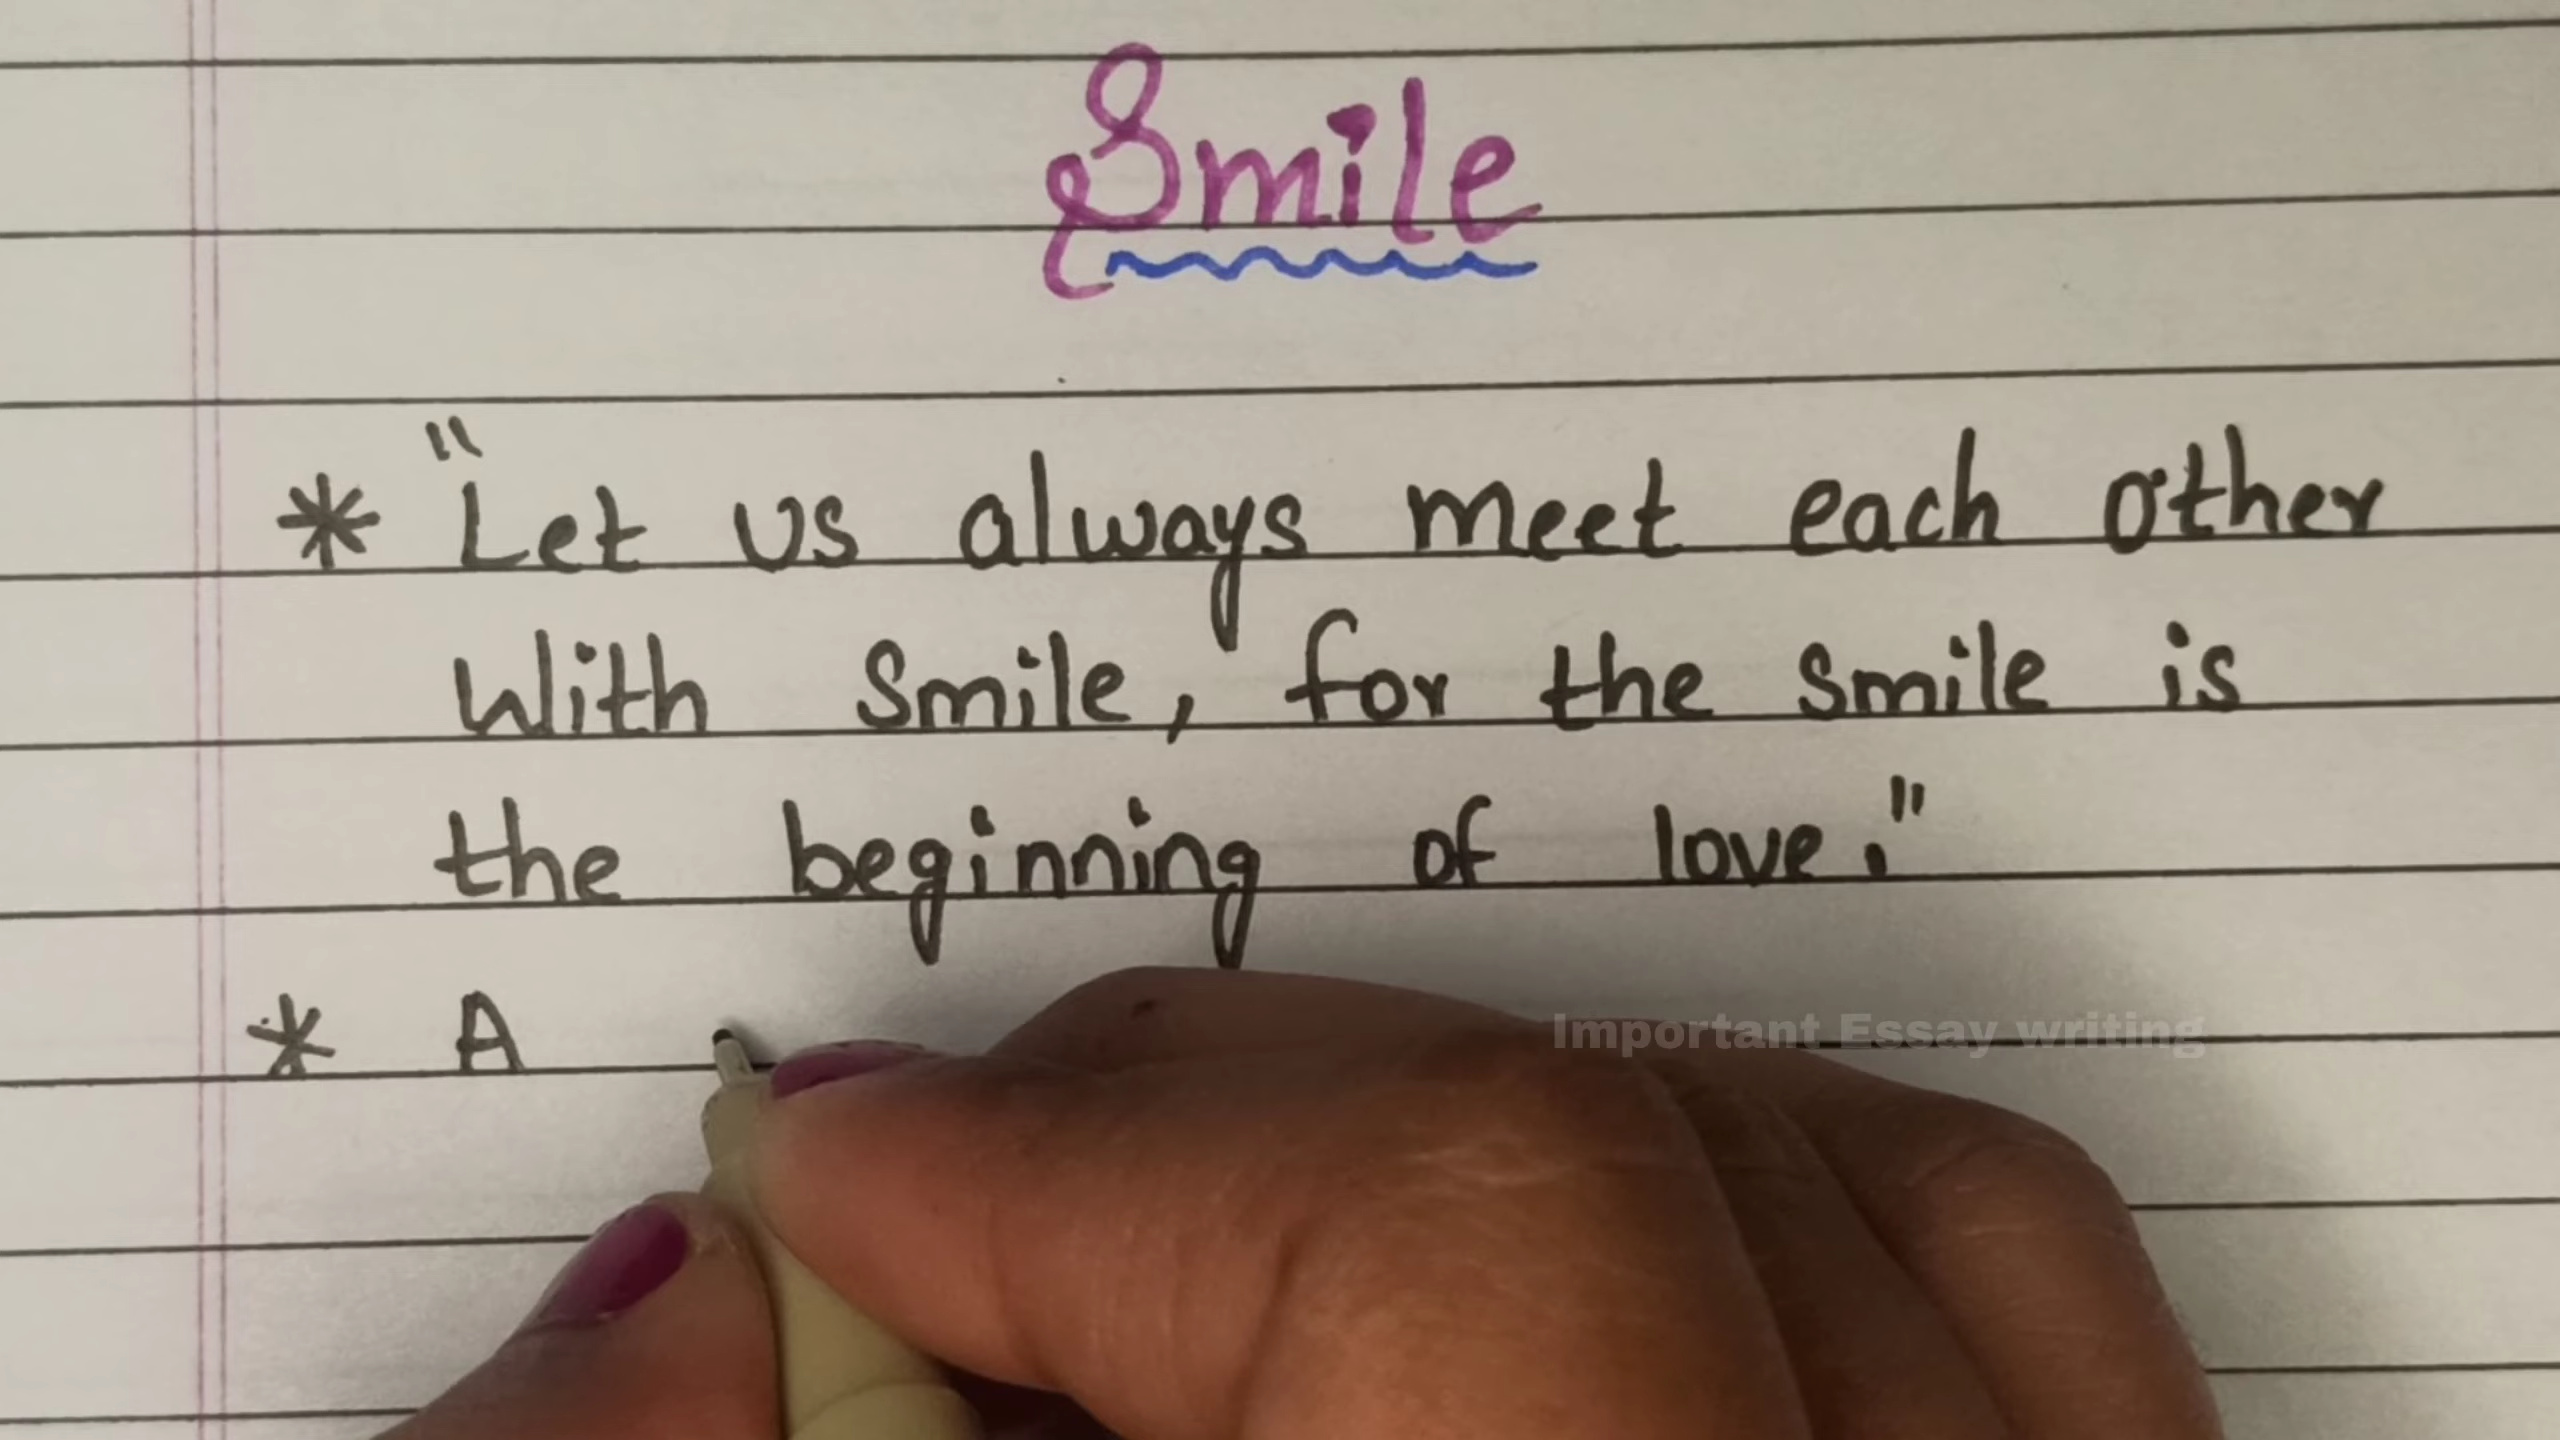 Smile
* "Let us always meet each other
With Smile, for the smile is
the beginning of love."
* A
Important Essay writing